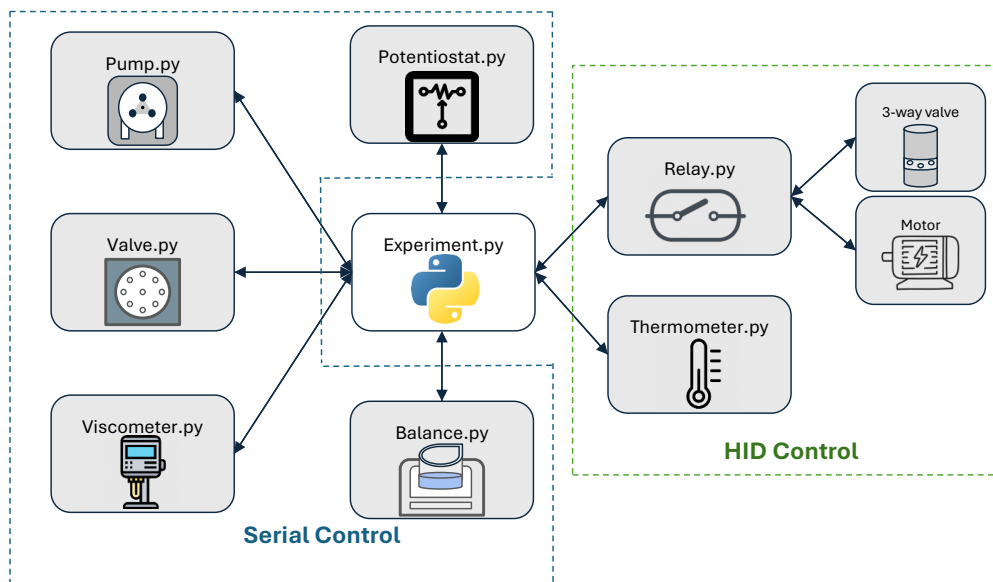 Pump.py
Potentiostat.py
3-way valve
Relay.py
Motor
Valve.py
Experiment.py
Thermometer.py
Viscometer.py
Balance.py
HID Control
Serial Control